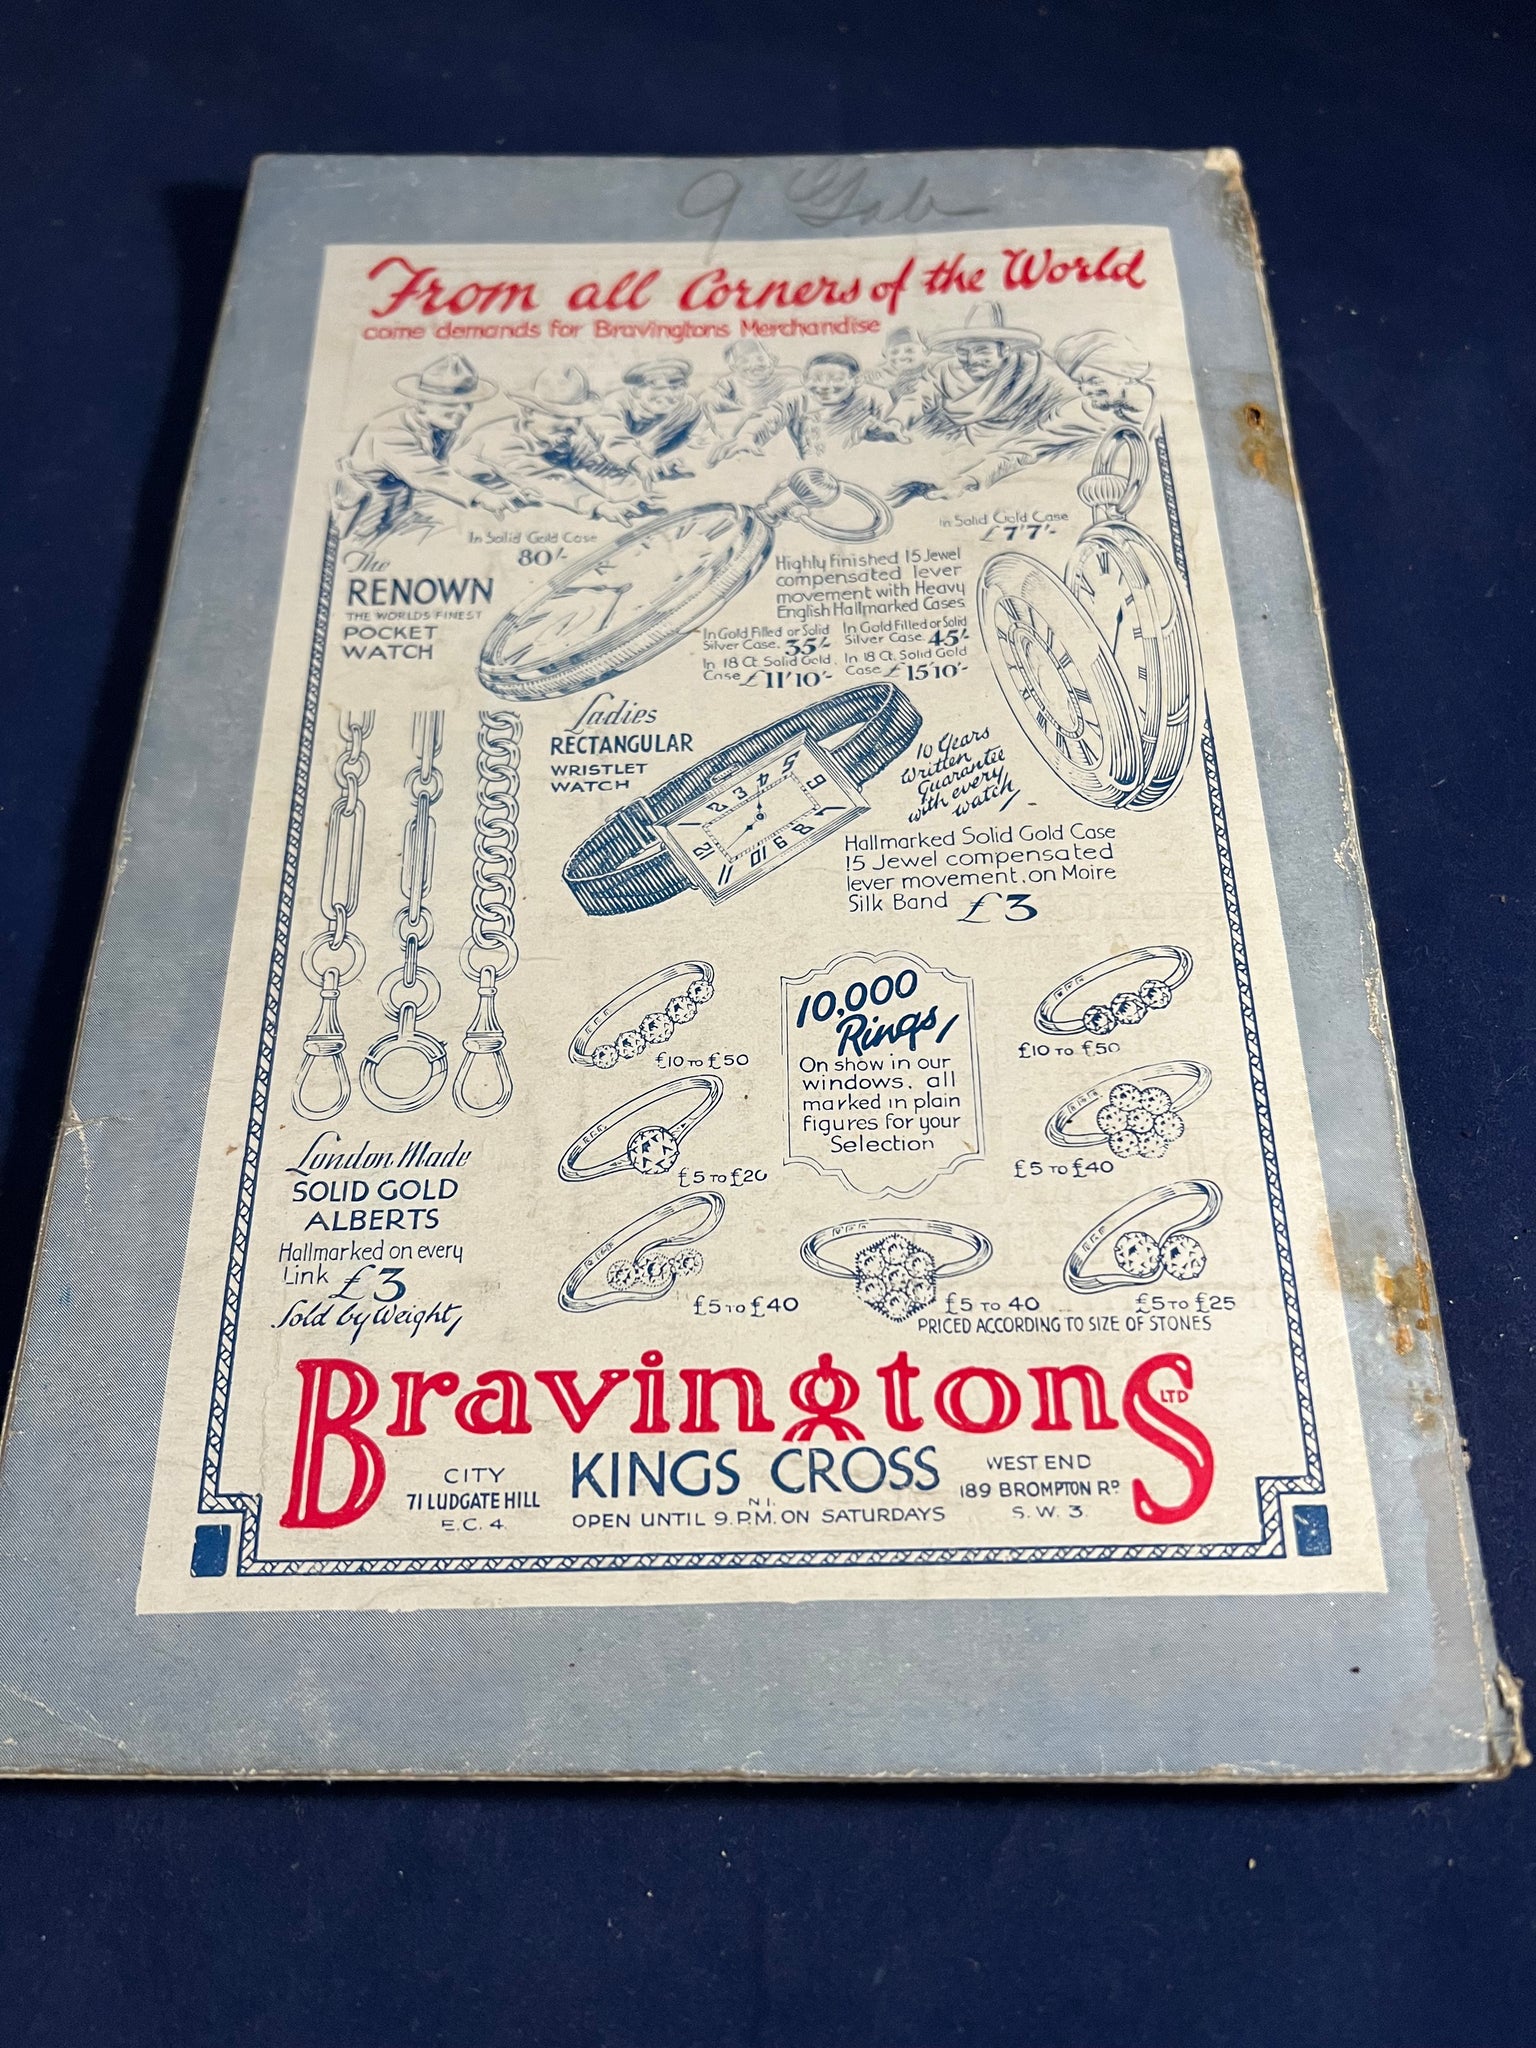 From all Corners of the World
come demands for Bravingtons Merchandise
In Solid Gold Case
80/-
The
RENOWN
THE WORLDS FINEST
POCKET
WATCH
In Solid Gold Case
£7'7'-
Highly Finished 15 Jewel
compensated lever
movement with Heavy
English Hallmarked Cases
In Gold Filled or Solid
Silver Case. 35/-
In 18 Ct. Solid Gold.
Case £11'10'-
In Gold Filled or Solid
Silver Case. 45/-
In 18 Ct. Solid Gold
Case £15'10'-
Ladies
RECTANGULAR
WRISTLET
WATCH
10 Years
Written
Guarantee
with every
watch
Hallmarked Solid Gold Case
15 Jewel compensated
lever movement. on Moire
Silk Band £3
London Made
SOLID GOLD
ALBERTS
Hallmarked on every
Link £3
Sold by Weight,
£10 TO £50
£5 TO £20
£5 TO £40
10,000
Rings,
On show in our
windows. all
marked in plain
figures for your
Selection
£10 TO £50
£5 TO £40
£5 TO 40
£5 TO £25
PRICED ACCORDING TO SIZE OF STONES
Bravingtons LTD
KINGS CROSS
N1.
OPEN UNTIL 9.P.M. ON SATURDAYS
CITY
71 LUDGATE HILL
E.C. 4.
WEST END
189 BROMPTON RD.
S. W. 3.